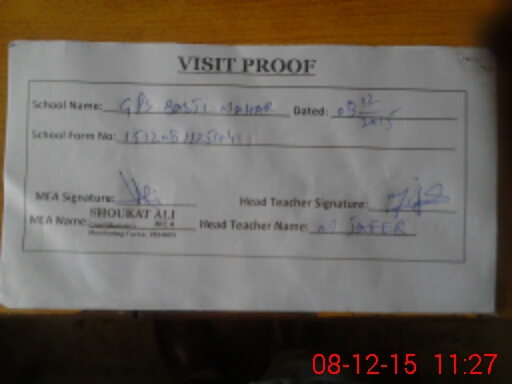 VISIT PROOF
School Name: GPS BASTI Dated: 08 12 2015
School Form No:
MEA Signature: Head Teacher Signature:
MEA Name: SHOUKAT ALI Head Teacher Name: M JAFER
08-12-15 11:27